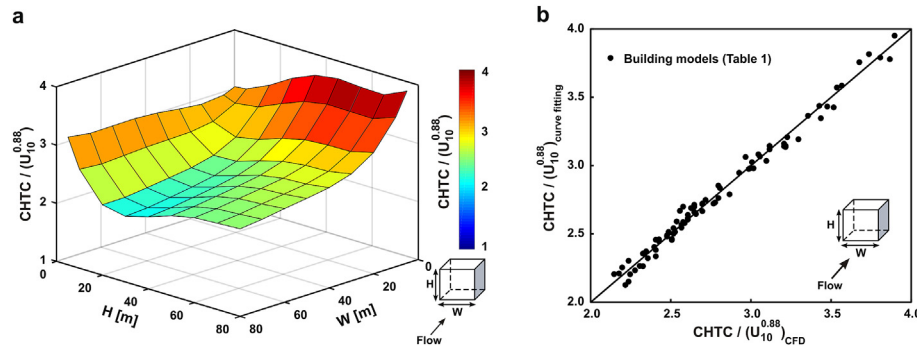 a
CHTC / (U10^0.88)
4
3
2
1
0
20
40
60
80
H [m]
80
60
40
20
0
W [m]
CHTC / (U10^0.88)
4
3
2
1
H
W
Flow
b
CHTC / (U10^0.88)curve fitting
4.0
3.5
3.0
2.5
2.0
Building models (Table 1)
H
W
Flow
2.0 2.5 3.0 3.5 4.0
CHTC / (U10^0.88)CFD